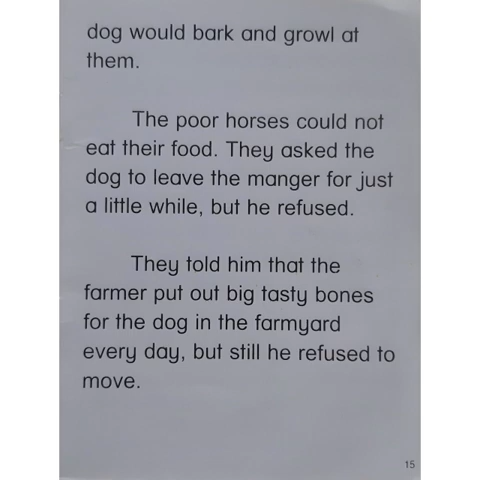 dog would bark and growl at
them.
The poor horses could not
eat their food. They asked the
dog to leave the manger for just
a little while, but he refused.
They told him that the
farmer put out big tasty bones
for the dog in the farmyard
every day, but still he refused to
move.
15